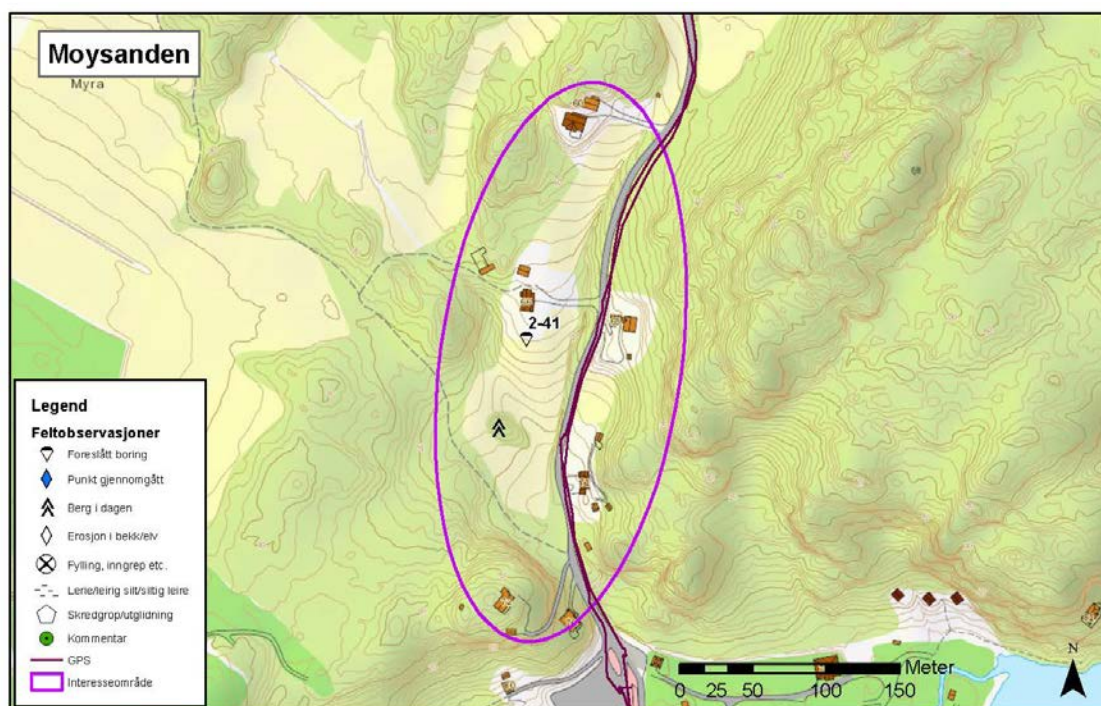 Moysanden
Myra
68
2-41
Legend
Feltobservasjoner
Foreslått boring
Punkt gjennomgått
Berg i dagen
Erosjon i bekk/elv
Fylling, inngrep etc.
Leire/leirig silt/siltig leire
Skredgrop/utglidning
Kommentar
GPS
Interesseområde
N
Meter
0 25 50 100 150